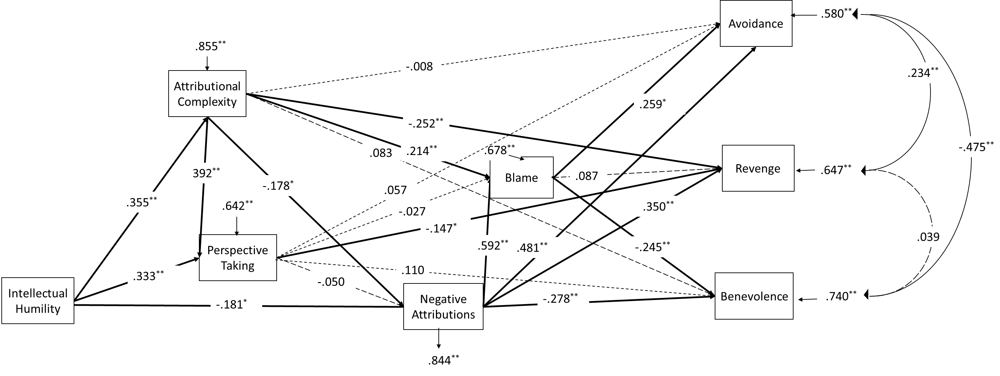 Avoidance
.580**
.855**
-.008
.234**
Attributional
Complexity
.259*
-.252**
-.475**
.083
.214**
.678**
392**
Revenge
.647**
Blame
.087
-.178*
.057
.355**
.642**
-.027
.350**
-.147*
.039
.592**
.481**
-.245**
Perspective
Taking
.333**
.110
-.050
Intellectual
Humility
-.181*
Negative
Attributions
-.278**
Benevolence
.740**
.844**